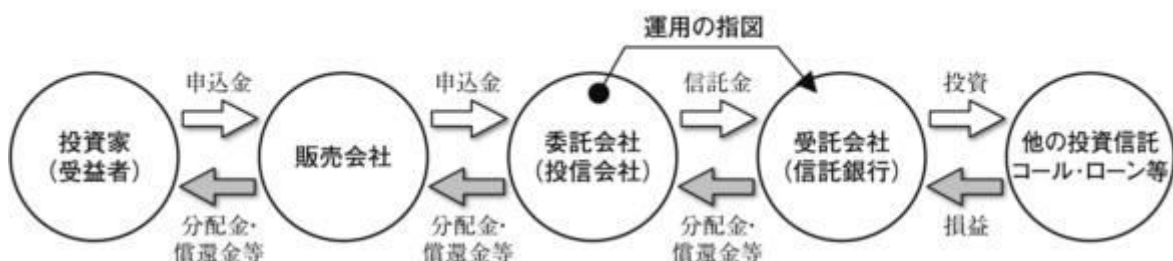 運用の指図
申込金
申込金
信託金
投資
投資家
(受益者)
販売会社
委託会社
(投信会社)
受託会社
(信託銀行)
他の投資信託
コール・ローン等
分配金・
償還金等
分配金・
償還金等
分配金・
償還金等
損益